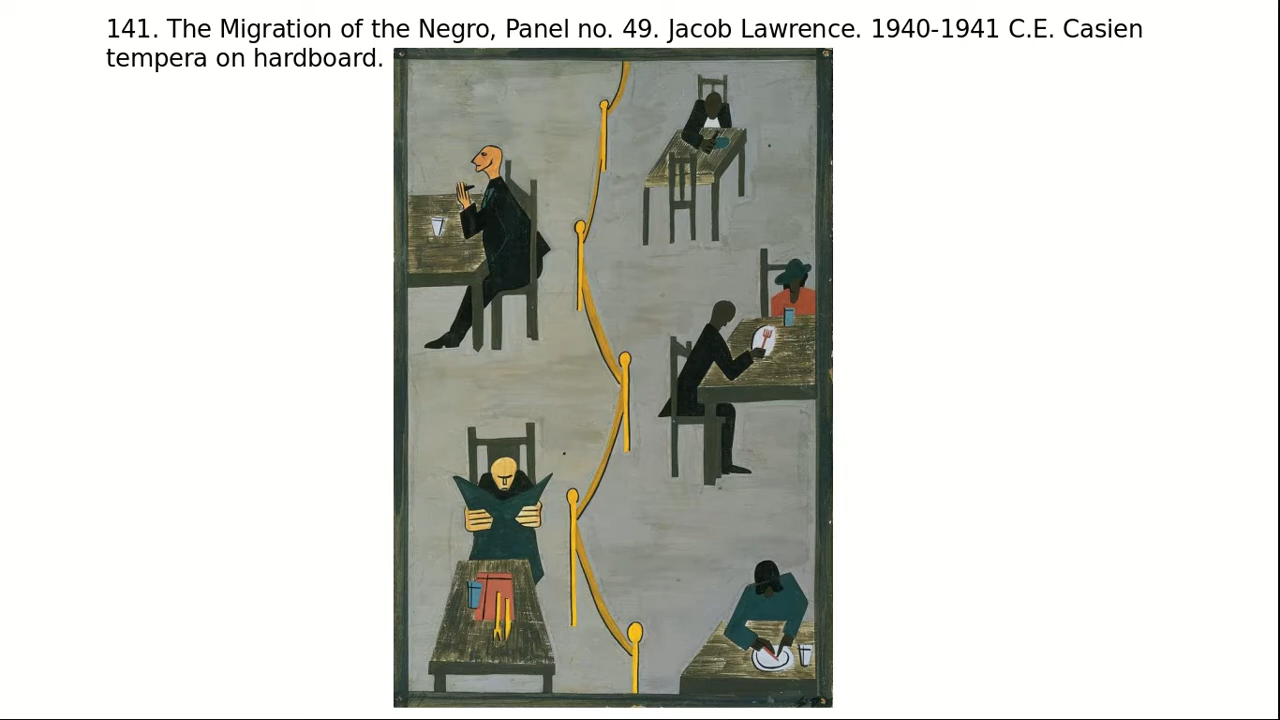 141. The Migration of the Negro, Panel no. 49. Jacob Lawrence. 1940-1941 C.E. Casien
tempera on hardboard.